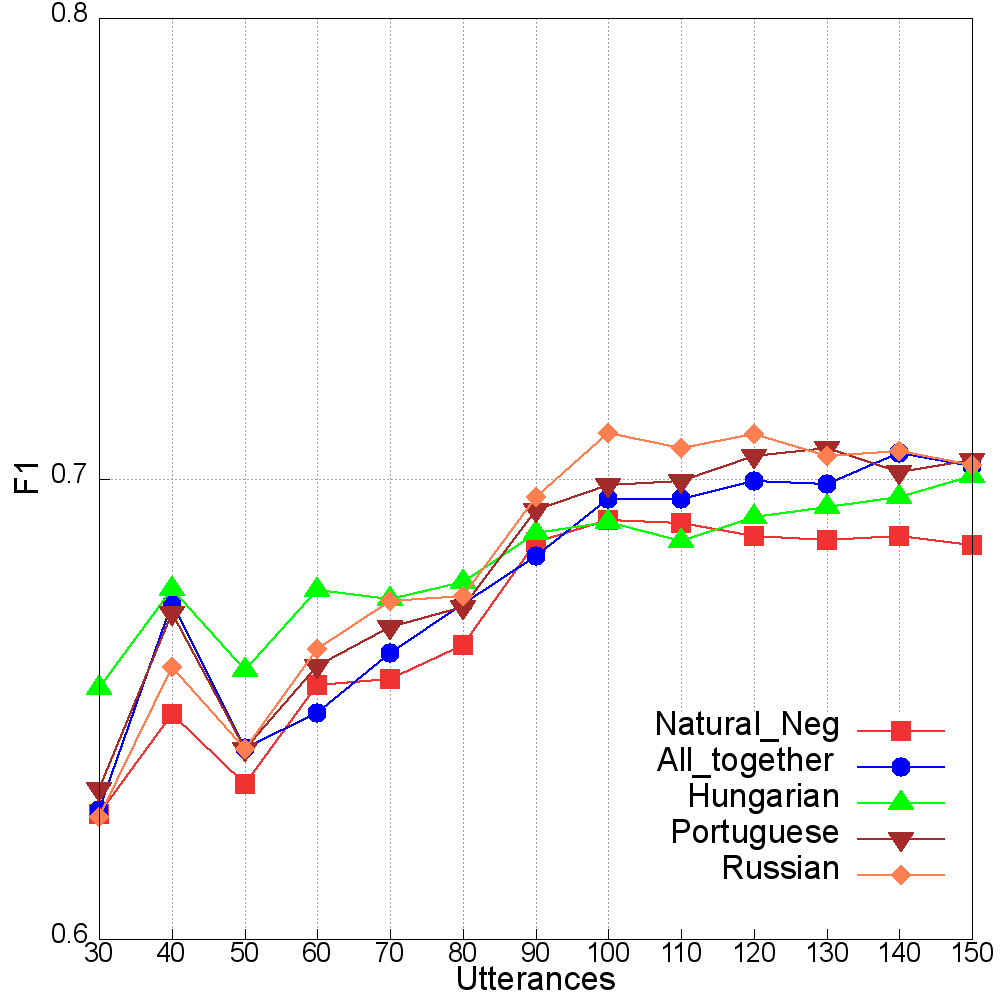 0.8
F1
0.7
Natural_Neg
All_together
Hungarian
Portuguese
Russian
0.6
30 40 50 60 70 80 90 100 110 120 130 140 150
Utterances